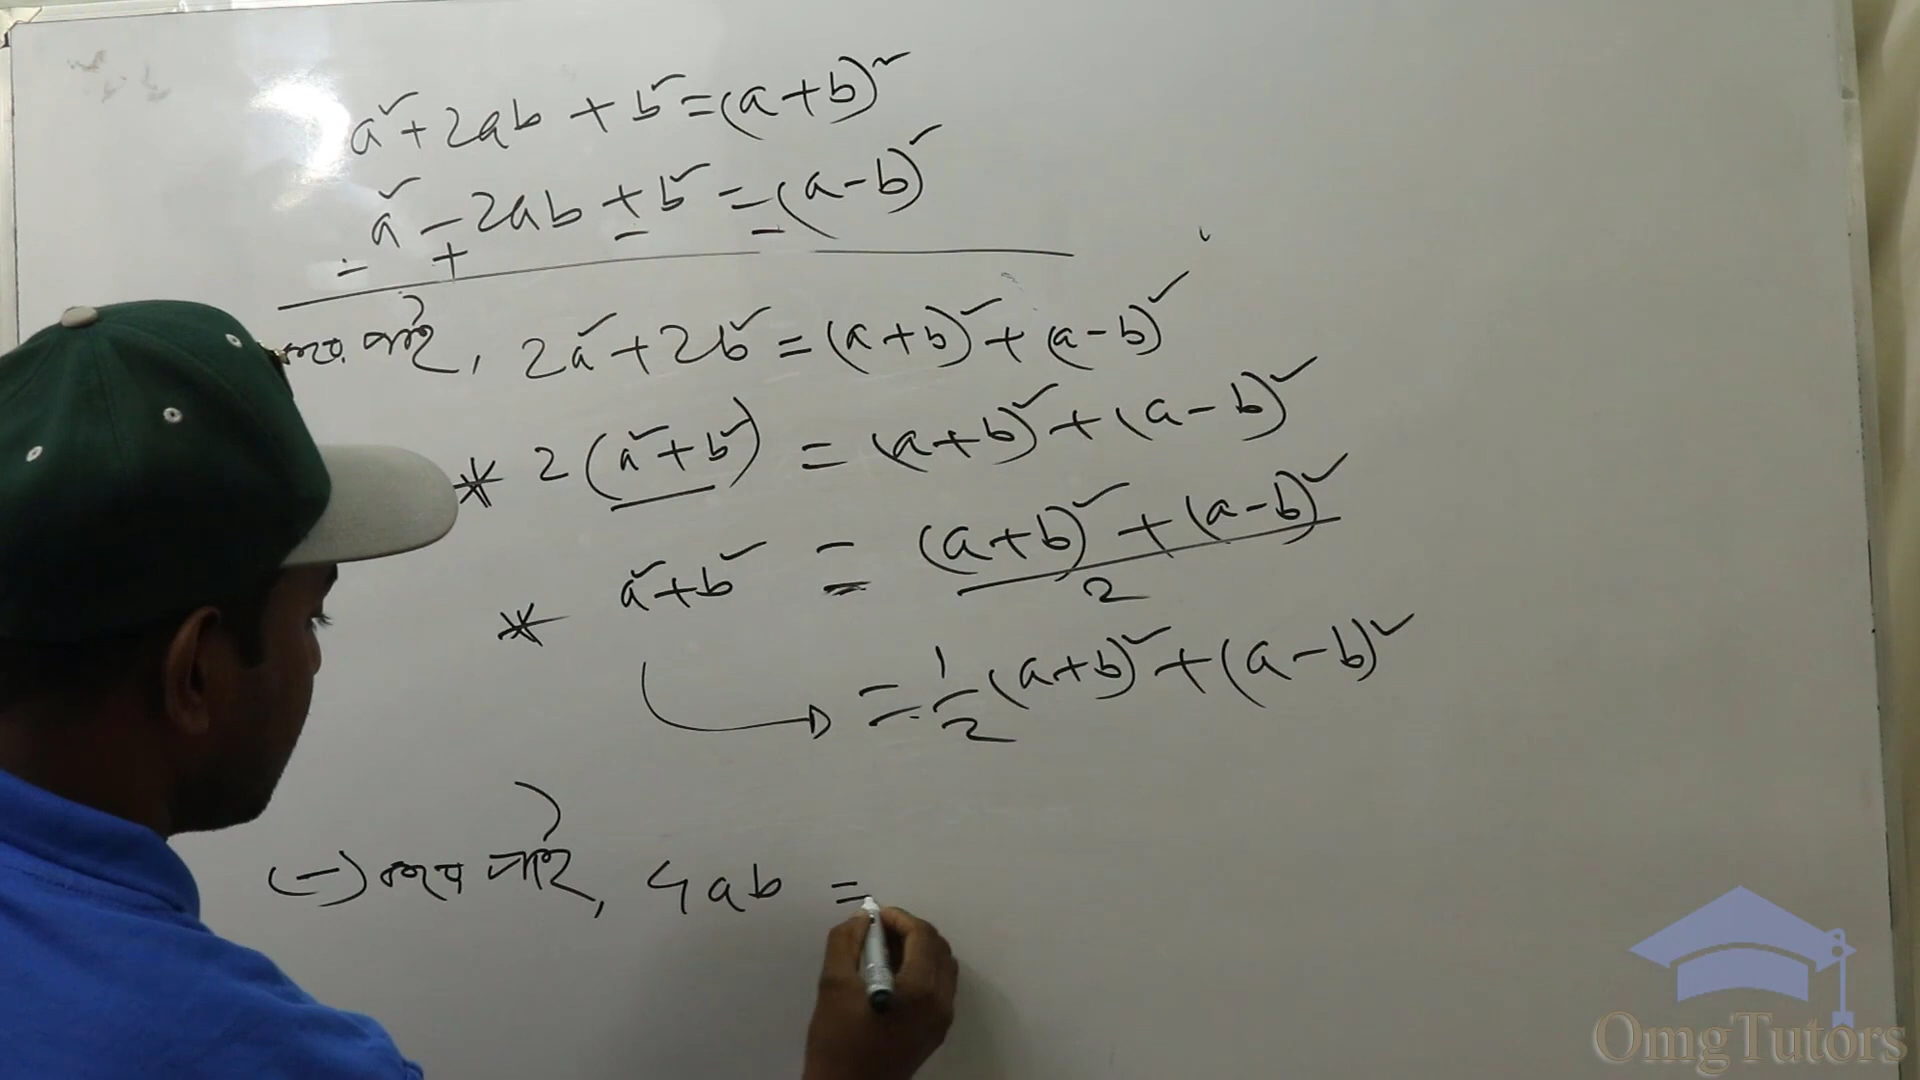 a²+2ab+b²=(a+b)²
a²-2ab+b²=(a-b)²
- + - -
2a²+2b²=(a+b)²+(a-b)²
* 2(a²+b²) = (a+b)²+(a-b)²
* a²+b² = (a+b)²+(a-b)²
2
= 1/2 (a+b)²+(a-b)²
(-) করে পাই, 4ab =
OmgTutors